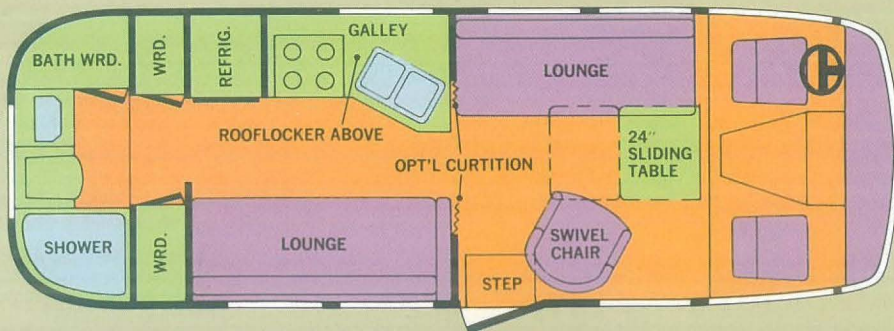 BATH WRD.
WRD.
REFRIG.
GALLEY
LOUNGE
ROOFLOCKER ABOVE
OPT'L CURTITION
24"
SLIDING
TABLE
SHOWER
WRD.
LOUNGE
STEP
SWIVEL
CHAIR